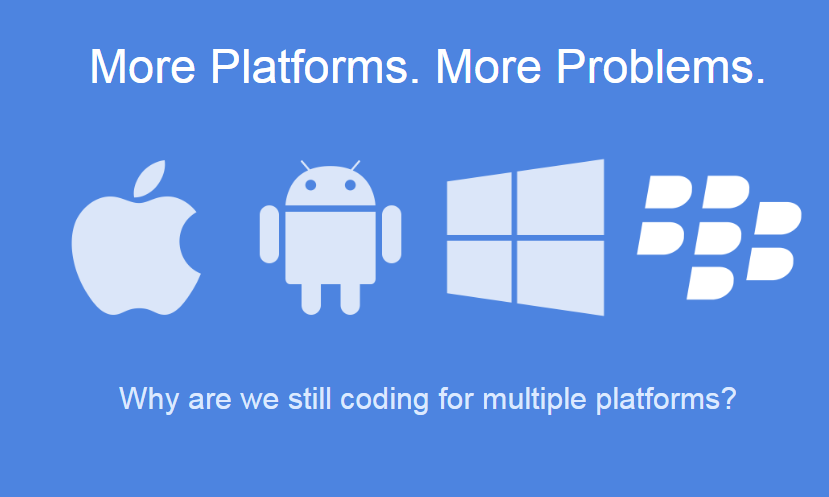 More Platforms. More Problems.
Why are we still coding for multiple platforms?